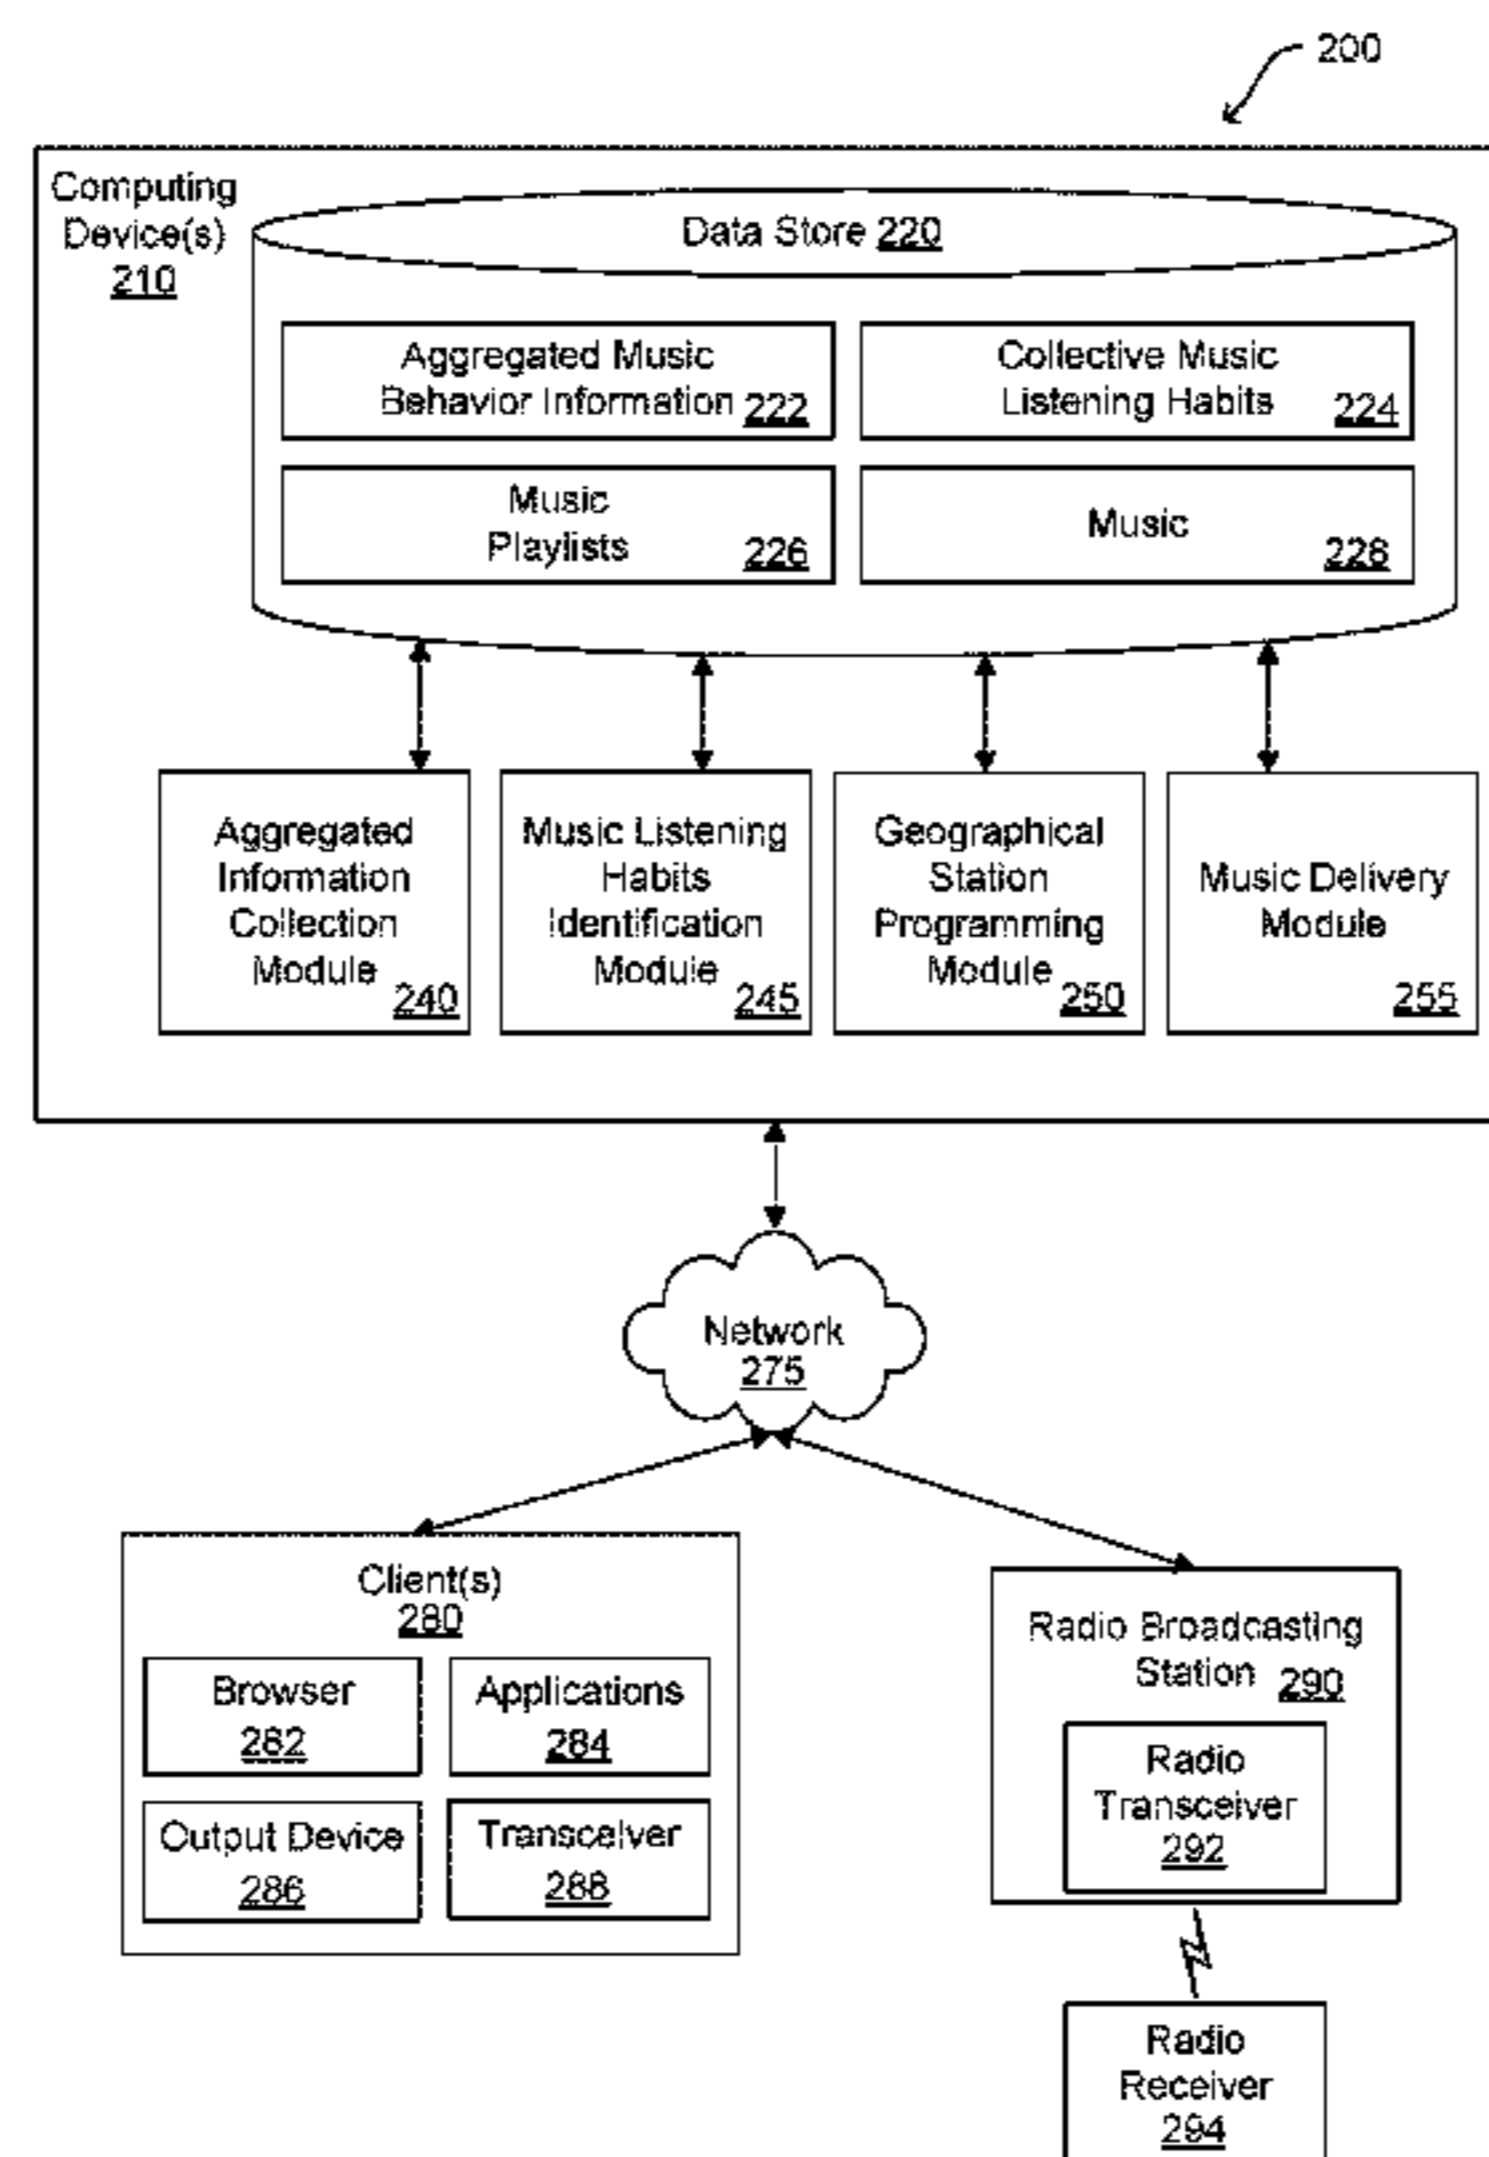 200
Computing
Device(s)
210
Data Store 220
Aggregated Music
Behavior Information 222
Collective Music
Listening Habits 224
Music
Playlists 226
Music
228
Aggregated
Information
Collection
Module 240
Music Listening
Habits
Identification
Module 245
Geographical
Station
Programming
Module 250
Music Delivery
Module
255
Network
275
Client(s)
280
Browser
282
Applications
284
Output Device
286
Transceiver
288
Radio Broadcasting
Station 290
Radio
Transceiver
292
Radio
Receiver
294